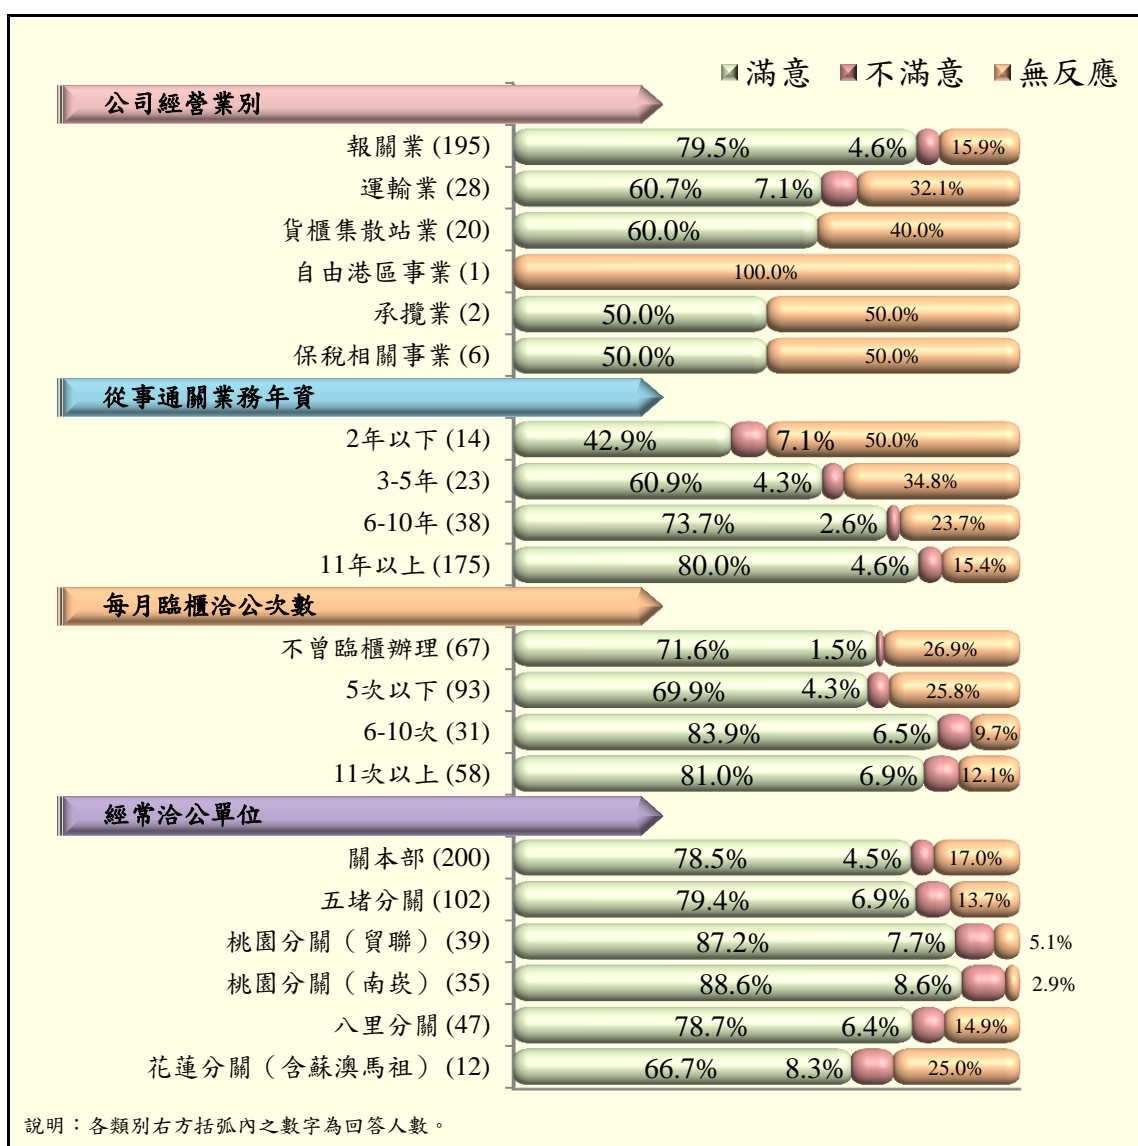 滿意 不滿意 無反應
公司經營業別
報關業 (195) 79.5% 4.6% 15.9%
運輸業 (28) 60.7% 7.1% 32.1%
貨櫃集散站業 (20) 60.0% 40.0%
自由港區事業 (1) 100.0%
承攬業 (2) 50.0% 50.0%
保稅相關事業 (6) 50.0% 50.0%
從事通關業務年資
2年以下 (14) 42.9% 7.1% 50.0%
3-5年 (23) 60.9% 4.3% 34.8%
6-10年 (38) 73.7% 2.6% 23.7%
11年以上 (175) 80.0% 4.6% 15.4%
每月臨櫃洽公次數
不曾臨櫃辦理 (67) 71.6% 1.5% 26.9%
5次以下 (93) 69.9% 4.3% 25.8%
6-10次 (31) 83.9% 6.5% 9.7%
11次以上 (58) 81.0% 6.9% 12.1%
經常洽公單位
關本部 (200) 78.5% 4.5% 17.0%
五堵分關 (102) 79.4% 6.9% 13.7%
桃園分關（貿聯）(39) 87.2% 7.7% 5.1%
桃園分關（南崁）(35) 88.6% 8.6% 2.9%
八里分關 (47) 78.7% 6.4% 14.9%
花蓮分關（含蘇澳馬祖）(12) 66.7% 8.3% 25.0%
說明：各類別右方括弧內之數字為回答人數。